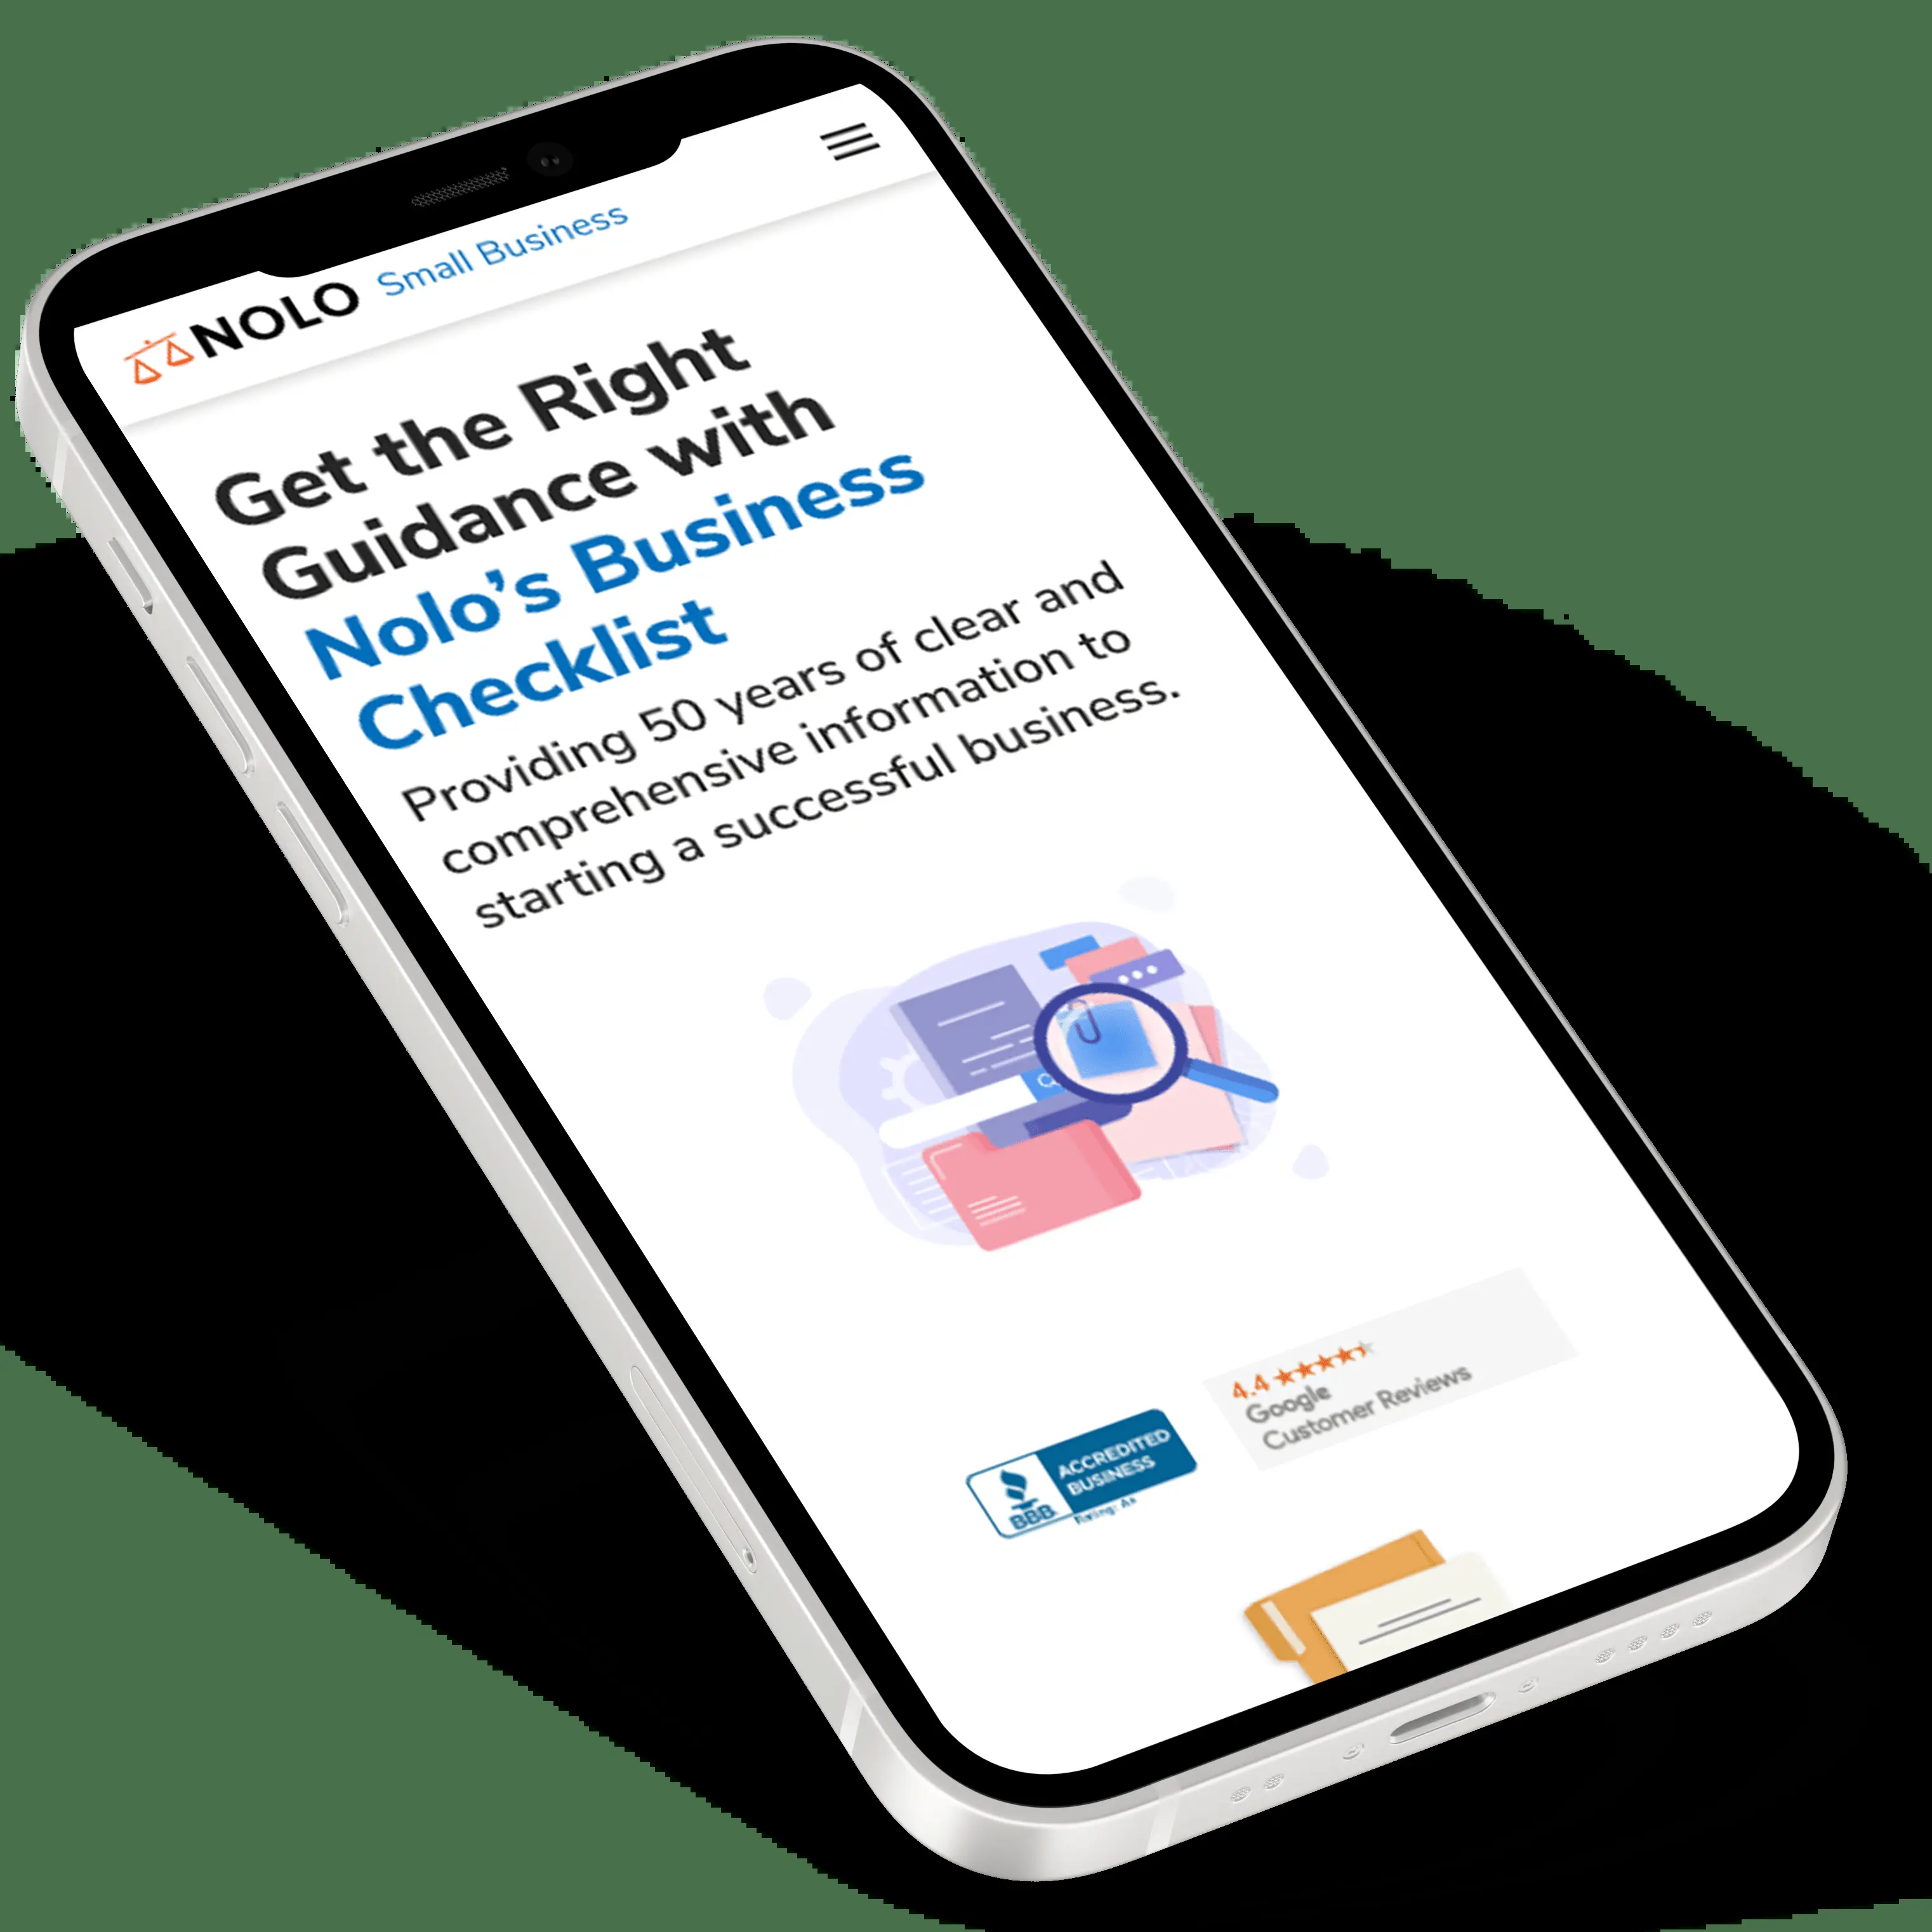 NOLO Small Business
Get the Right
Guidance with
Nolo's Business
Checklist
Providing 50 years of clear and
comprehensive information to
starting a successful business.
4.4
Google
Customer Reviews
ACCREDITED
BUSINESS
BBB
Rating: A+